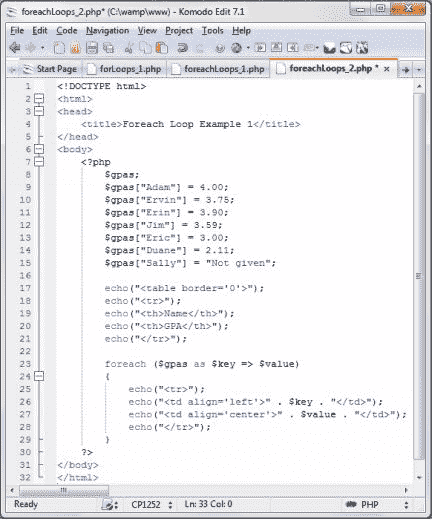 foreachLoops_2.php* (C:\wamp\www) - Komodo Edit 7.1
File Edit Code Navigation View Project Tools Help
Start Page forLoops_1.php foreachLoops_1.php foreachLoops_2.php *
1 <!DOCTYPE html>
2 <html>
3 <head>
4 <title>Foreach Loop Example 1</title>
5 </head>
6 <body>
7 <?php
8 $gpas;
9 $gpas["Adam"] = 4.00;
10 $gpas["Ervin"] = 3.75;
11 $gpas["Erin"] = 3.90;
12 $gpas["Jim"] = 3.59;
13 $gpas["Eric"] = 3.00;
14 $gpas["Duane"] = 2.11;
15 $gpas["Sally"] = "Not given";
16
17 echo("<table border='0'>");
18 echo("<tr>");
19 echo("<th>Name</th>");
20 echo("<th>GPA</th>");
21 echo("</tr>");
22
23 foreach ($gpas as $key => $value)
24 {
25 echo("<tr>");
26 echo("<td align='left'>" . $key . "</td>");
27 echo("<td align='center'>" . $value . "</td>");
28 echo("</tr>");
29 }
30 ?>
31 </body>
32 </html>
Ready CP1252 Ln: 33 Col: 0 PHP